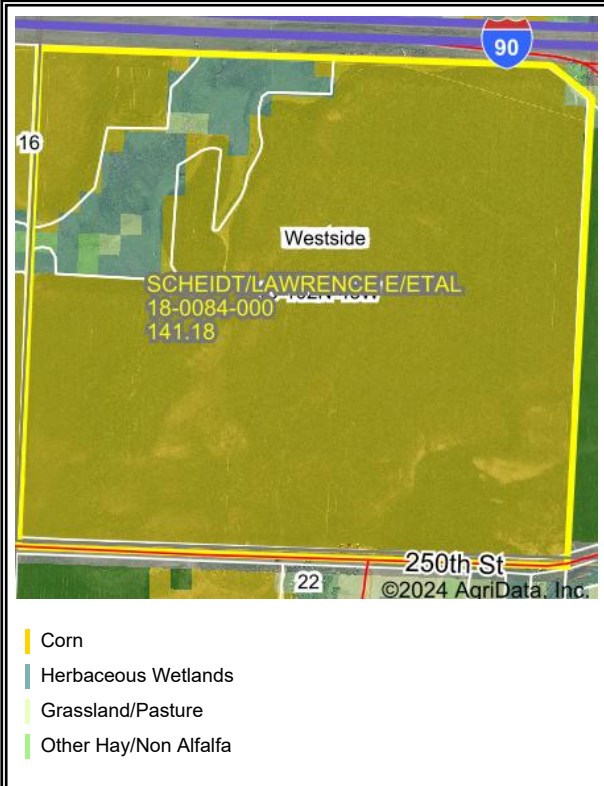 90
16
Westside
SCHEIDT/LAWRENCE E/ETAL
18-0084-000
141.18
250th St
22
©2024 AgriData, Inc.
Corn
Herbaceous Wetlands
Grassland/Pasture
Other Hay/Non Alfalfa